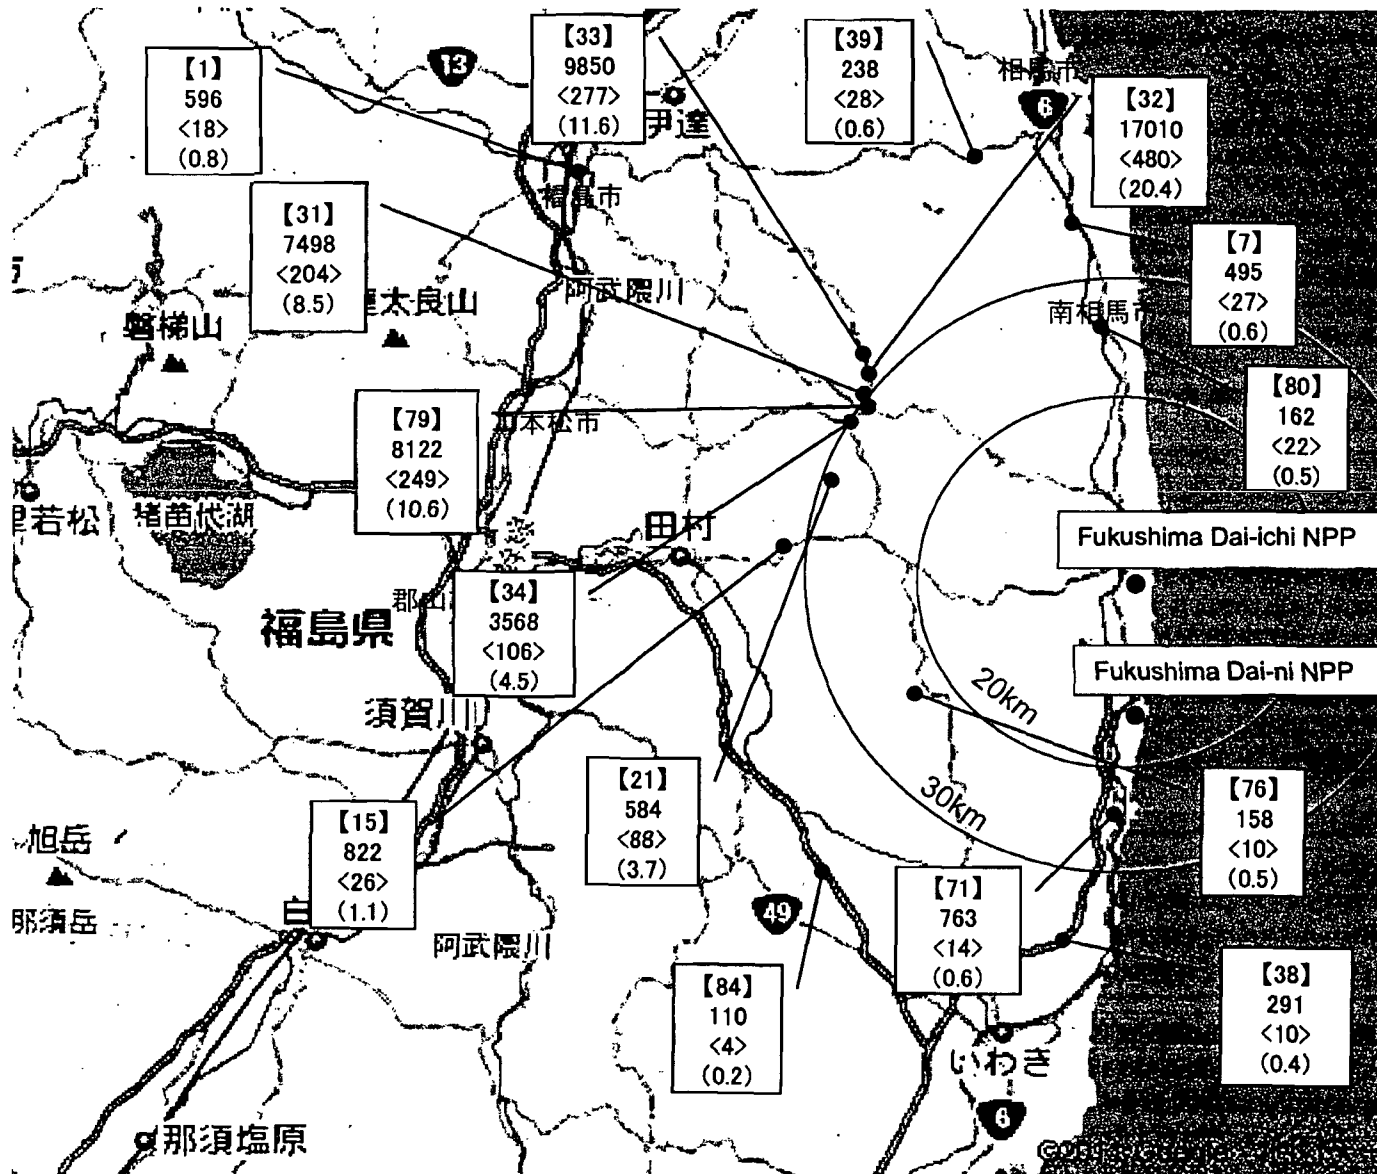 【1】
596
<18>
(0.8)
13
【33】
9850
<277>
(11.6)
伊達
【39】
238
<28>
(0.6)
相馬市
6
【32】
17010
<480>
(20.4)
福島市
【31】
7498
<204>
(8.5)
【7】
495
<27>
(0.6)
阿武隈川
太良山
磐梯山
南相馬市
【80】
162
<22>
(0.5)
【79】
8122
<249>
(10.6)
本松市
若松
猪苗代湖
田村
Fukushima Dai-ichi NPP
【34】
3568
<106>
(4.5)
郡山
福島県
Fukushima Dai-ni NPP
須賀川
20km
30km
【21】
584
<88>
(3.7)
【76】
158
<10>
(0.5)
【15】
822
<26>
(1.1)
旭岳
那須岳
白
阿武隈川
49
【71】
763
<14>
(0.6)
【84】
110
<4>
(0.2)
【38】
291
<10>
(0.4)
いわき
6
那須塩原